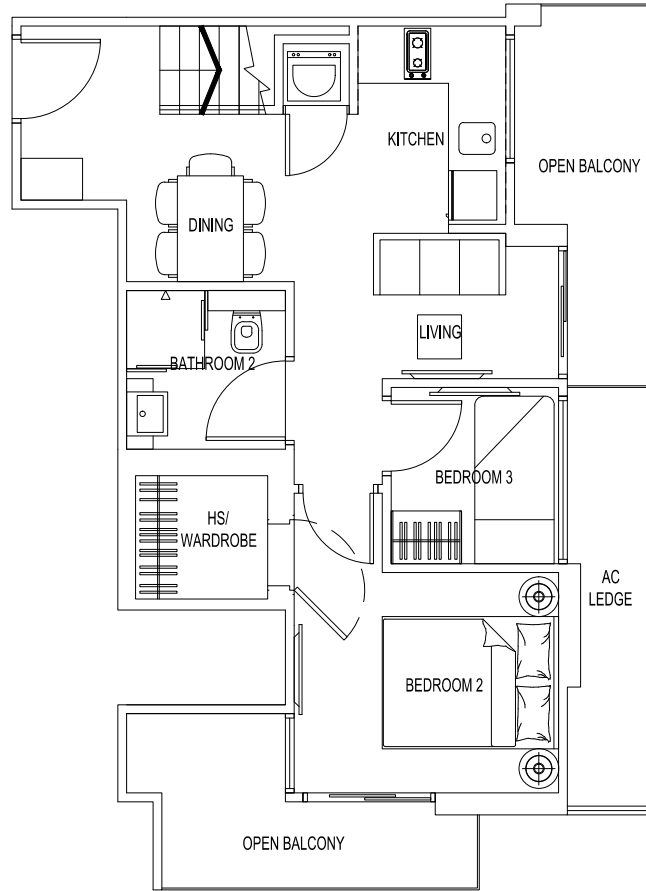 KITCHEN
OPEN BALCONY
DINING
LIVING
BATHROOM 2
BEDROOM 3
HS/
WARDROBE
AC
LEDGE
BEDROOM 2
OPEN BALCONY